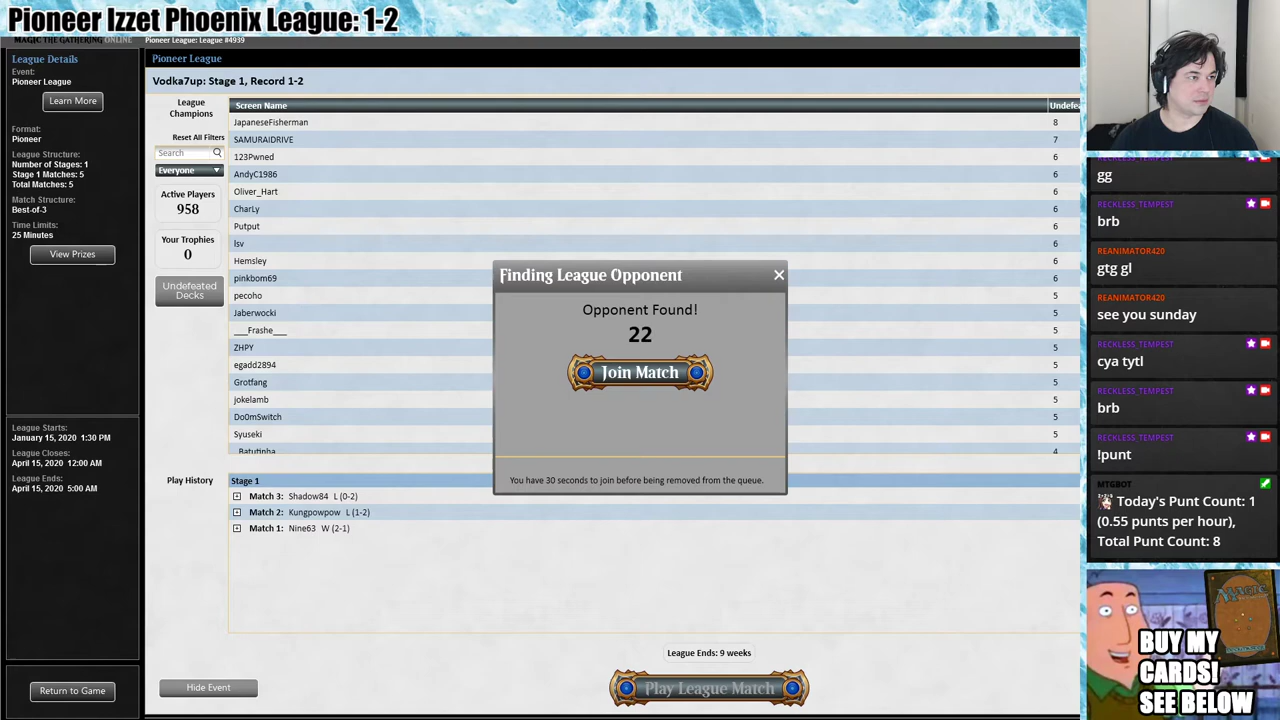 Pioneer Izzet Phoenix League: 1-2
MAGIC THE GATHERING ONLINE
Pioneer League: League #4939
League Details
Event:
Pioneer League
Learn More
Format:
Pioneer
League Structure:
Number of Stages: 1
Stage 1 Matches: 5
Total Matches: 5
Match Structure:
Best-of-3
Time Limits:
25 Minutes
View Prizes
League Starts:
January 15, 2020 1:30 PM
League Closes:
April 15, 2020 12:00 AM
League Ends:
April 15, 2020 5:00 AM
Return to Game
Pioneer League
Vodka7up: Stage 1, Record 1-2
League
Champions
Reset All Filters
Search
Everyone
Active Players
958
Your Trophies
0
Undefeated
Decks
Screen Name
Undefea
JapaneseFisherman 8
SAMURAIDRIVE 7
123Pwned 6
AndyC1986 6
Oliver_Hart 6
CharLy 6
Putput 6
lsv 6
Hemsley 6
pinkbom69 6
pecoho 5
Jaberwocki 5
___Frashe___ 5
ZHPY 5
egadd2894 5
Grotfang 5
jokelamb 5
Do0mSwitch 5
Syuseki 5
_Batutinha_ 4
Finding League Opponent
Opponent Found!
22
Join Match
You have 30 seconds to join before being removed from the queue.
Play History
Stage 1
Match 3: Shadow84 L (0-2)
Match 2: Kungpowpow L (1-2)
Match 1: Nine63 W (2-1)
League Ends: 9 weeks
Hide Event
Play League Match
RECKLESS_TEMPEST
gg
RECKLESS_TEMPEST
brb
REANIMATOR420
gtg gl
REANIMATOR420
see you sunday
RECKLESS_TEMPEST
cya tytl
RECKLESS_TEMPEST
brb
RECKLESS_TEMPEST
!punt
MTGBOT
Today's Punt Count: 1
(0.55 punts per hour),
Total Punt Count: 8
MAGIC
BUY MY
CARDS!
SEE BELOW